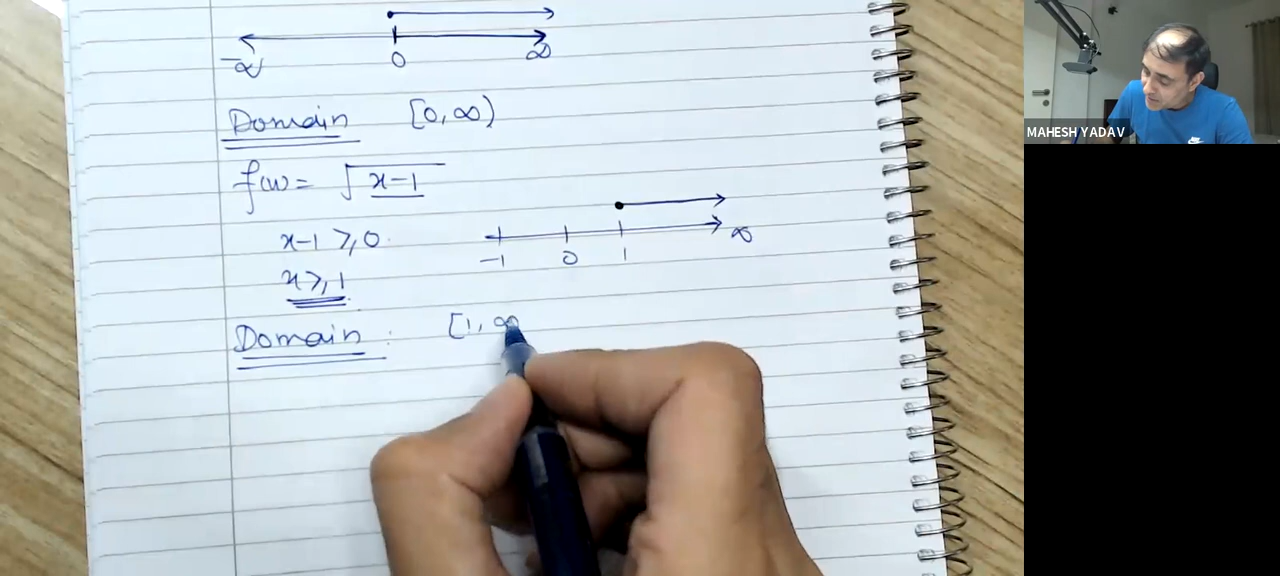 -∞ 0 ∞
Domain [0, ∞)
f(x) = √x-1
x-1 ≥ 0
-1 0 1 ∞
x ≥ 1
Domain : [1, ∞
MAHESH YADAV